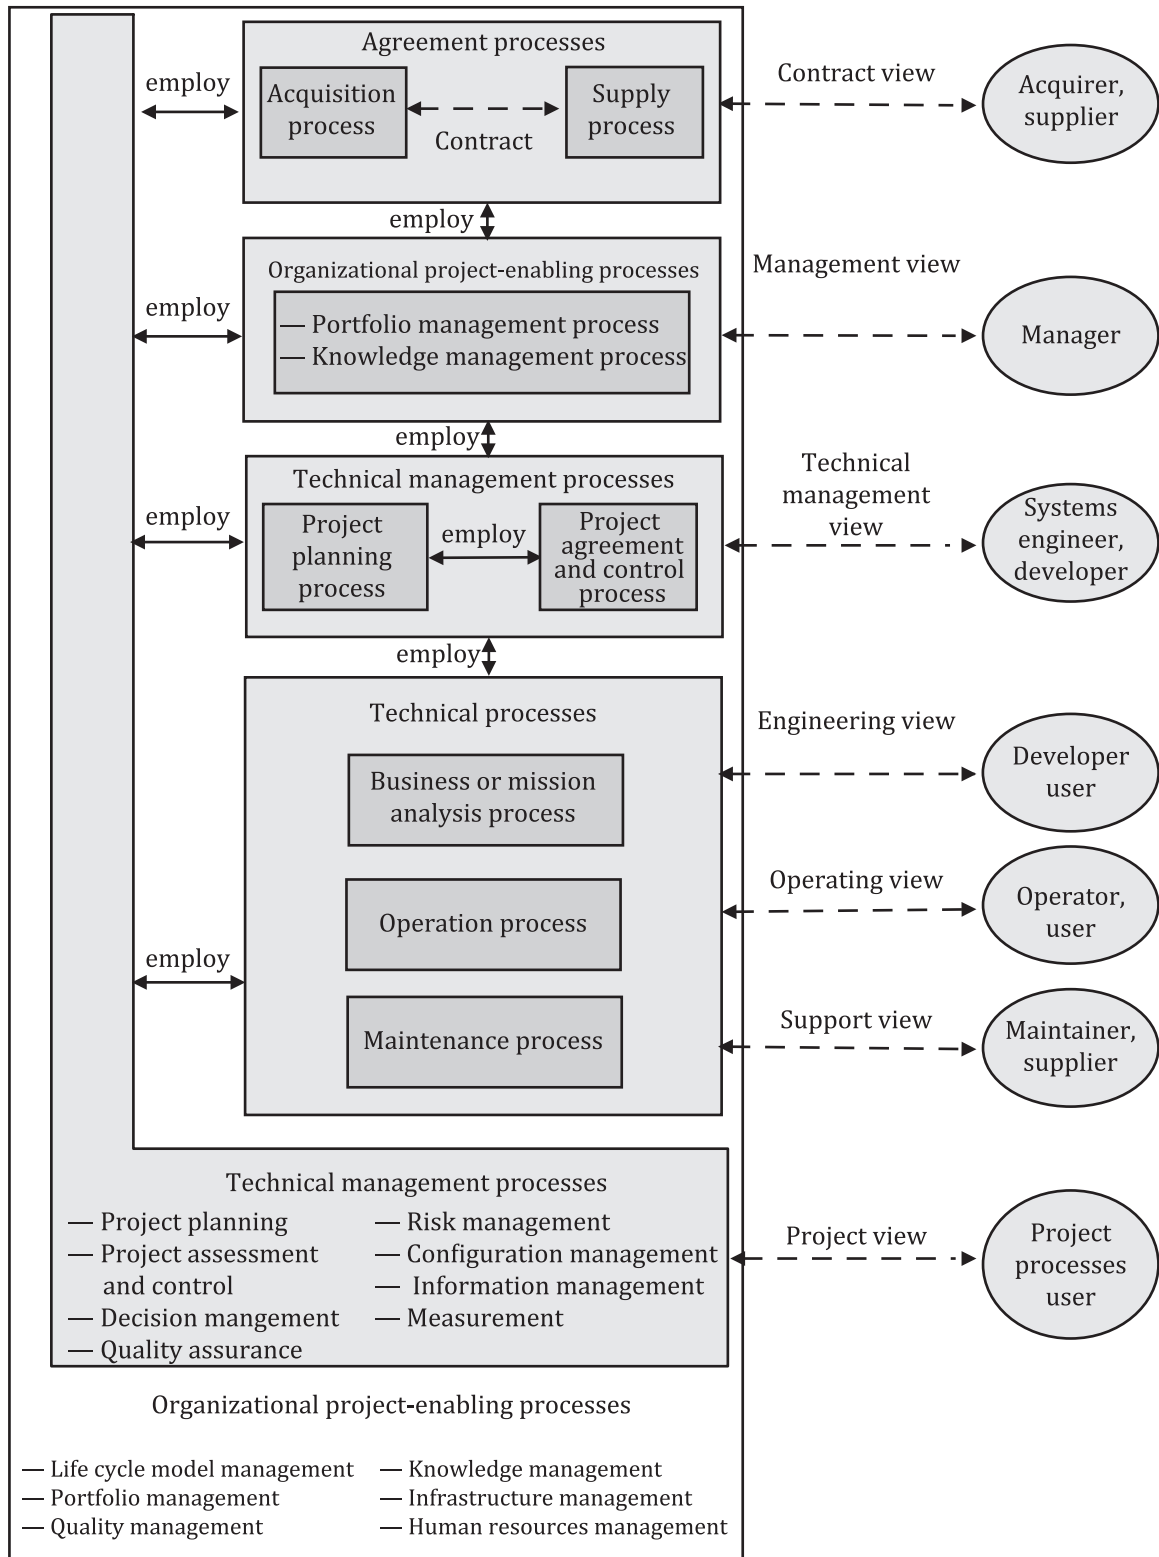 Agreement processes
employ
Acquisition
process
Contract
Supply
process
Contract view
Acquirer,
supplier
employ
Organizational project-enabling processes
employ
— Portfolio management process
— Knowledge management process
Management view
Manager
employ
Technical management processes
employ
Project
planning
process
employ
Project
agreement
and control
process
Technical
management
view
Systems
engineer,
developer
employ
Technical processes
Business or mission
analysis process
Engineering view
Developer
user
Operation process
Operating view
Operator,
user
employ
Maintenance process
Support view
Maintainer,
supplier
Technical management processes
— Project planning
— Project assessment
and control
— Decision mangement
— Quality assurance
— Risk management
— Configuration management
— Information management
— Measurement
Project view
Project
processes
user
Organizational project-enabling processes
— Life cycle model management
— Portfolio management
— Quality management
— Knowledge management
— Infrastructure management
— Human resources management